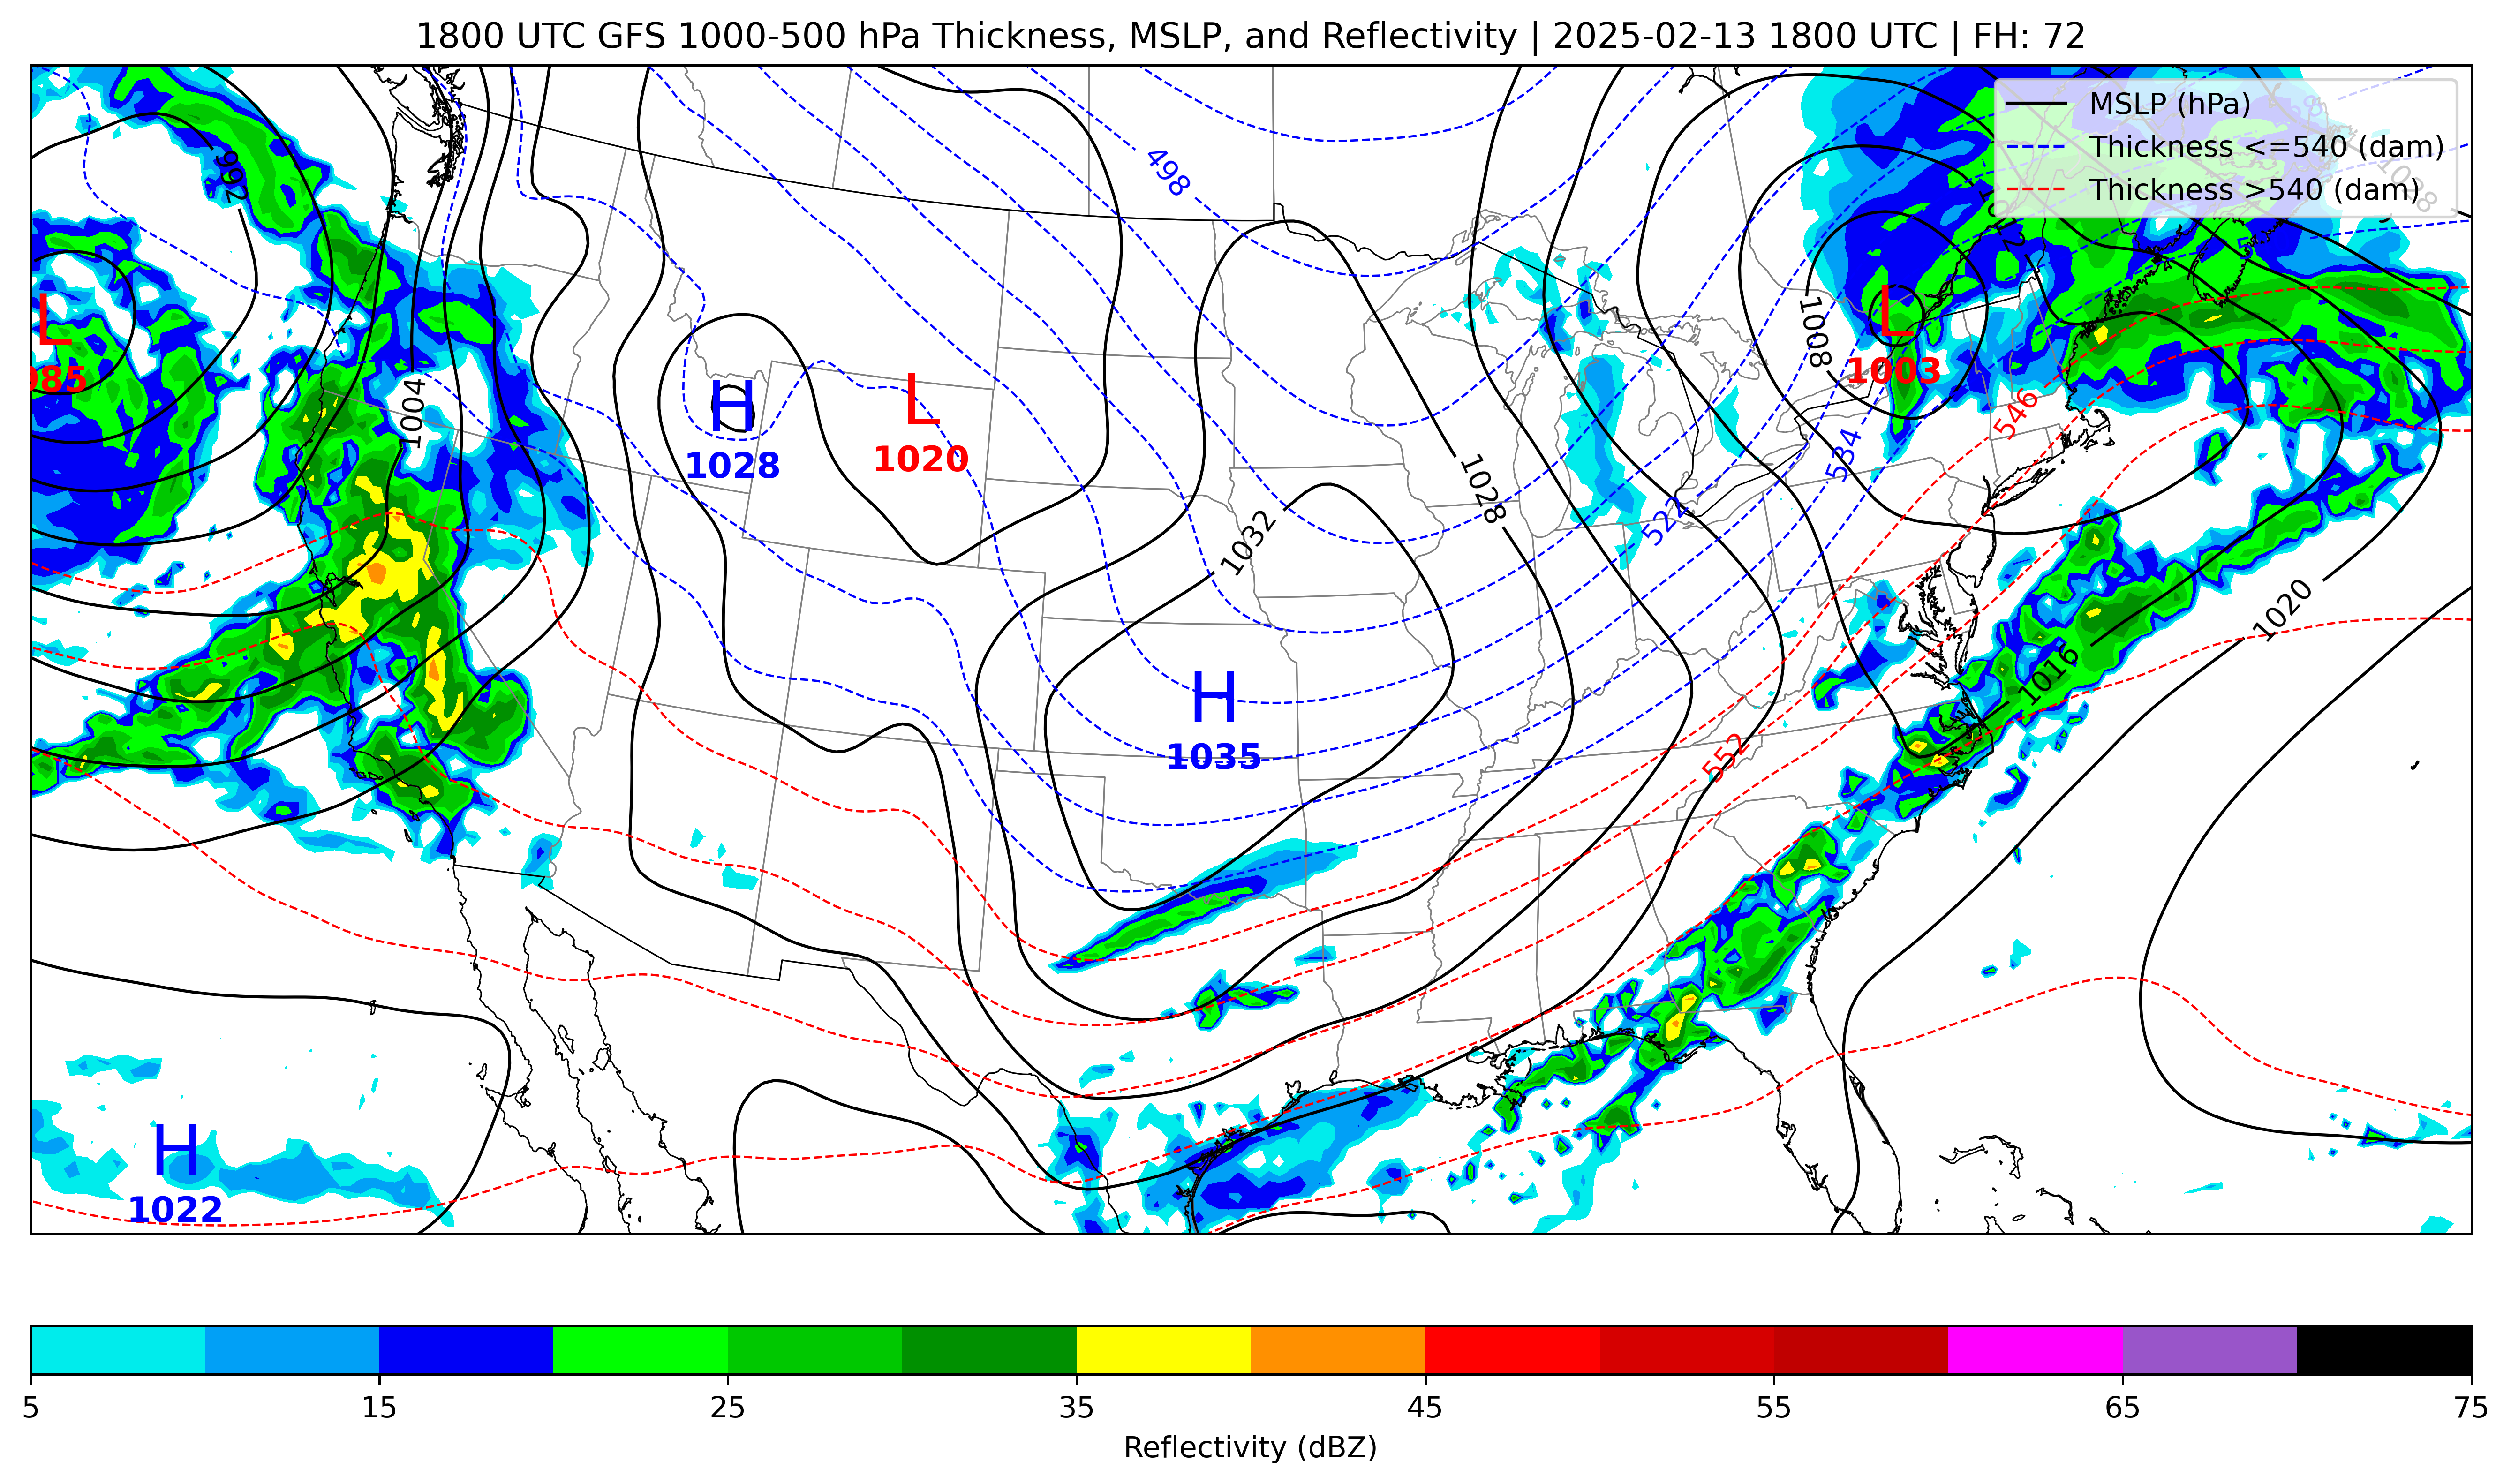 1800 UTC GFS 1000-500 hPa Thickness, MSLP, and Reflectivity | 2025-02-13 1800 UTC | FH: 72
MSLP (hPa)
Thickness <=540 (dam)
Thickness >540 (dam)
992
498
1028
L
985
L
1003
1008
1004
H
1028
L
1020
546
534
1028
522
1032
1020
1016
H
1035
552
H
1022
5 15 25 35 45 55 65 75
Reflectivity (dBZ)